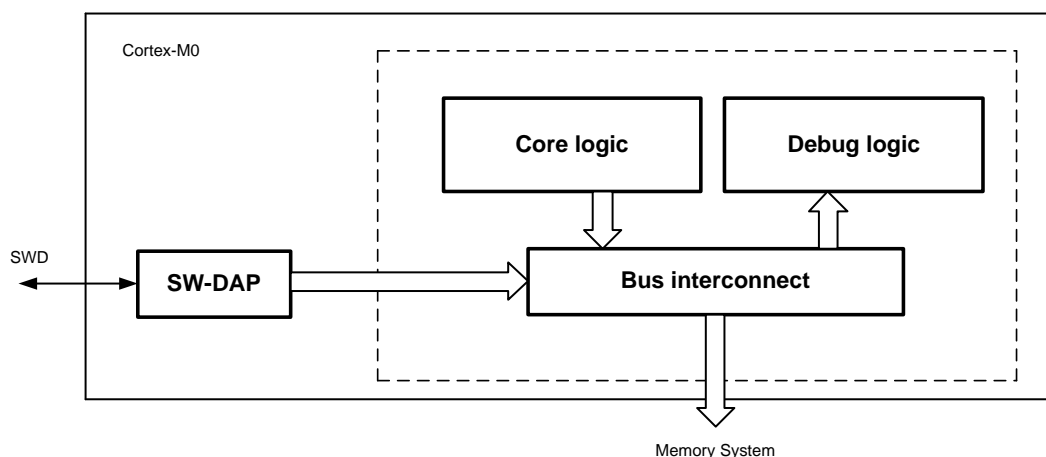 Cortex-M0
Core logic
Debug logic
SWD
SW-DAP
Bus interconnect
Memory System